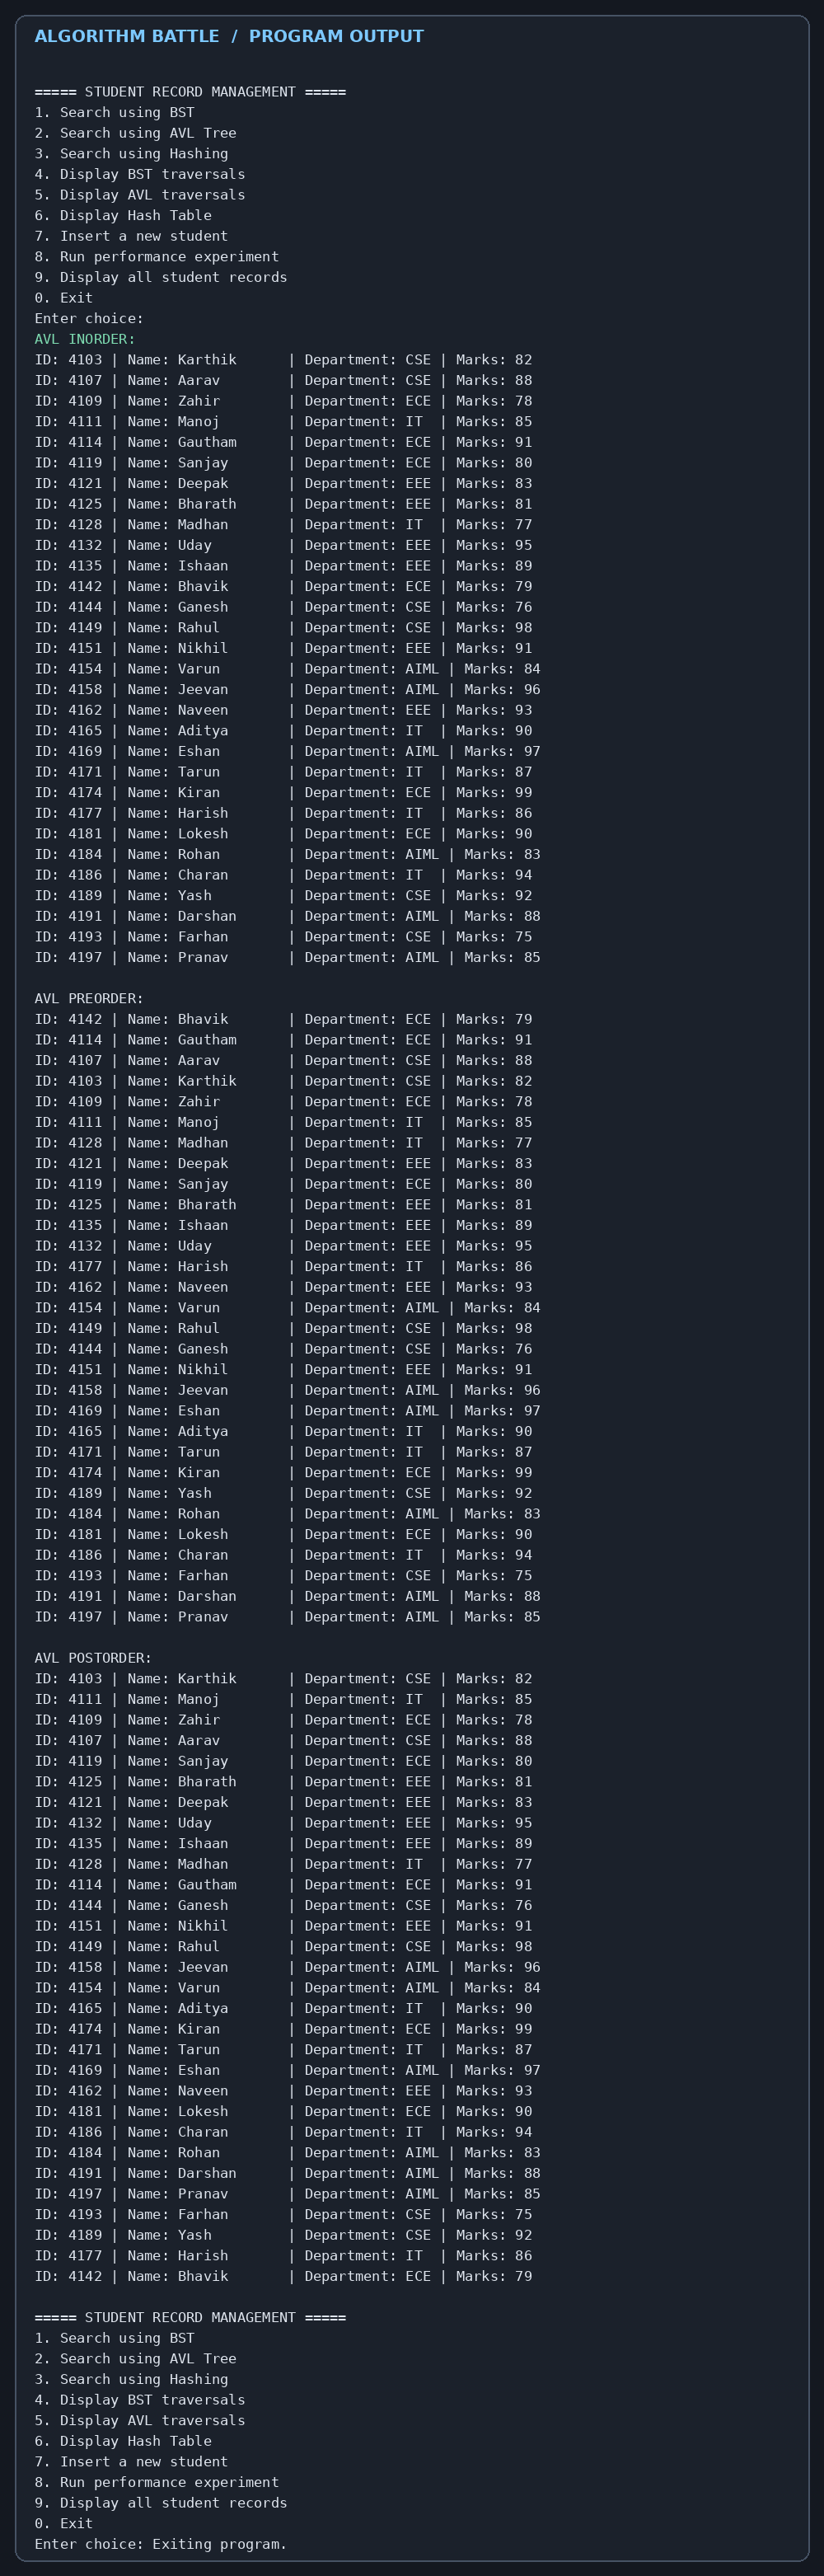 ALGORITHM BATTLE / PROGRAM OUTPUT
===== STUDENT RECORD MANAGEMENT =====
1. Search using BST
2. Search using AVL Tree
3. Search using Hashing
4. Display BST traversals
5. Display AVL traversals
6. Display Hash Table
7. Insert a new student
8. Run performance experiment
9. Display all student records
0. Exit
Enter choice:
AVL INORDER:
ID: 4103 | Name: Karthik      | Department: CSE | Marks: 82
ID: 4107 | Name: Aarav        | Department: CSE | Marks: 88
ID: 4109 | Name: Zahir        | Department: ECE | Marks: 78
ID: 4111 | Name: Manoj        | Department: IT  | Marks: 85
ID: 4114 | Name: Gautham      | Department: ECE | Marks: 91
ID: 4119 | Name: Sanjay       | Department: ECE | Marks: 80
ID: 4121 | Name: Deepak       | Department: EEE | Marks: 83
ID: 4125 | Name: Bharath      | Department: EEE | Marks: 81
ID: 4128 | Name: Madhan       | Department: IT  | Marks: 77
ID: 4132 | Name: Uday         | Department: EEE | Marks: 95
ID: 4135 | Name: Ishaan       | Department: EEE | Marks: 89
ID: 4142 | Name: Bhavik       | Department: ECE | Marks: 79
ID: 4144 | Name: Ganesh       | Department: CSE | Marks: 76
ID: 4149 | Name: Rahul        | Department: CSE | Marks: 98
ID: 4151 | Name: Nikhil       | Department: EEE | Marks: 91
ID: 4154 | Name: Varun        | Department: AIML | Marks: 84
ID: 4158 | Name: Jeevan       | Department: AIML | Marks: 96
ID: 4162 | Name: Naveen       | Department: EEE | Marks: 93
ID: 4165 | Name: Aditya       | Department: IT  | Marks: 90
ID: 4169 | Name: Eshan        | Department: AIML | Marks: 97
ID: 4171 | Name: Tarun        | Department: IT  | Marks: 87
ID: 4174 | Name: Kiran        | Department: ECE | Marks: 99
ID: 4177 | Name: Harish       | Department: IT  | Marks: 86
ID: 4181 | Name: Lokesh       | Department: ECE | Marks: 90
ID: 4184 | Name: Rohan        | Department: AIML | Marks: 83
ID: 4186 | Name: Charan       | Department: IT  | Marks: 94
ID: 4189 | Name: Yash         | Department: CSE | Marks: 92
ID: 4191 | Name: Darshan      | Department: AIML | Marks: 88
ID: 4193 | Name: Farhan       | Department: CSE | Marks: 75
ID: 4197 | Name: Pranav       | Department: AIML | Marks: 85
AVL PREORDER:
ID: 4142 | Name: Bhavik       | Department: ECE | Marks: 79
ID: 4114 | Name: Gautham      | Department: ECE | Marks: 91
ID: 4107 | Name: Aarav        | Department: CSE | Marks: 88
ID: 4103 | Name: Karthik      | Department: CSE | Marks: 82
ID: 4109 | Name: Zahir        | Department: ECE | Marks: 78
ID: 4111 | Name: Manoj        | Department: IT  | Marks: 85
ID: 4128 | Name: Madhan       | Department: IT  | Marks: 77
ID: 4121 | Name: Deepak       | Department: EEE | Marks: 83
ID: 4119 | Name: Sanjay       | Department: ECE | Marks: 80
ID: 4125 | Name: Bharath      | Department: EEE | Marks: 81
ID: 4135 | Name: Ishaan       | Department: EEE | Marks: 89
ID: 4132 | Name: Uday         | Department: EEE | Marks: 95
ID: 4177 | Name: Harish       | Department: IT  | Marks: 86
ID: 4162 | Name: Naveen       | Department: EEE | Marks: 93
ID: 4154 | Name: Varun        | Department: AIML | Marks: 84
ID: 4149 | Name: Rahul        | Department: CSE | Marks: 98
ID: 4144 | Name: Ganesh       | Department: CSE | Marks: 76
ID: 4151 | Name: Nikhil       | Department: EEE | Marks: 91
ID: 4158 | Name: Jeevan       | Department: AIML | Marks: 96
ID: 4169 | Name: Eshan        | Department: AIML | Marks: 97
ID: 4165 | Name: Aditya       | Department: IT  | Marks: 90
ID: 4171 | Name: Tarun        | Department: IT  | Marks: 87
ID: 4174 | Name: Kiran        | Department: ECE | Marks: 99
ID: 4189 | Name: Yash         | Department: CSE | Marks: 92
ID: 4184 | Name: Rohan        | Department: AIML | Marks: 83
ID: 4181 | Name: Lokesh       | Department: ECE | Marks: 90
ID: 4186 | Name: Charan       | Department: IT  | Marks: 94
ID: 4193 | Name: Farhan       | Department: CSE | Marks: 75
ID: 4191 | Name: Darshan      | Department: AIML | Marks: 88
ID: 4197 | Name: Pranav       | Department: AIML | Marks: 85
AVL POSTORDER:
ID: 4103 | Name: Karthik      | Department: CSE | Marks: 82
ID: 4111 | Name: Manoj        | Department: IT  | Marks: 85
ID: 4109 | Name: Zahir        | Department: ECE | Marks: 78
ID: 4107 | Name: Aarav        | Department: CSE | Marks: 88
ID: 4119 | Name: Sanjay       | Department: ECE | Marks: 80
ID: 4125 | Name: Bharath      | Department: EEE | Marks: 81
ID: 4121 | Name: Deepak       | Department: EEE | Marks: 83
ID: 4132 | Name: Uday         | Department: EEE | Marks: 95
ID: 4135 | Name: Ishaan       | Department: EEE | Marks: 89
ID: 4128 | Name: Madhan       | Department: IT  | Marks: 77
ID: 4114 | Name: Gautham      | Department: ECE | Marks: 91
ID: 4144 | Name: Ganesh       | Department: CSE | Marks: 76
ID: 4151 | Name: Nikhil       | Department: EEE | Marks: 91
ID: 4149 | Name: Rahul        | Department: CSE | Marks: 98
ID: 4158 | Name: Jeevan       | Department: AIML | Marks: 96
ID: 4154 | Name: Varun        | Department: AIML | Marks: 84
ID: 4165 | Name: Aditya       | Department: IT  | Marks: 90
ID: 4174 | Name: Kiran        | Department: ECE | Marks: 99
ID: 4171 | Name: Tarun        | Department: IT  | Marks: 87
ID: 4169 | Name: Eshan        | Department: AIML | Marks: 97
ID: 4162 | Name: Naveen       | Department: EEE | Marks: 93
ID: 4181 | Name: Lokesh       | Department: ECE | Marks: 90
ID: 4186 | Name: Charan       | Department: IT  | Marks: 94
ID: 4184 | Name: Rohan        | Department: AIML | Marks: 83
ID: 4191 | Name: Darshan      | Department: AIML | Marks: 88
ID: 4197 | Name: Pranav       | Department: AIML | Marks: 85
ID: 4193 | Name: Farhan       | Department: CSE | Marks: 75
ID: 4189 | Name: Yash         | Department: CSE | Marks: 92
ID: 4177 | Name: Harish       | Department: IT  | Marks: 86
ID: 4142 | Name: Bhavik       | Department: ECE | Marks: 79
===== STUDENT RECORD MANAGEMENT =====
1. Search using BST
2. Search using AVL Tree
3. Search using Hashing
4. Display BST traversals
5. Display AVL traversals
6. Display Hash Table
7. Insert a new student
8. Run performance experiment
9. Display all student records
0. Exit
Enter choice: Exiting program.